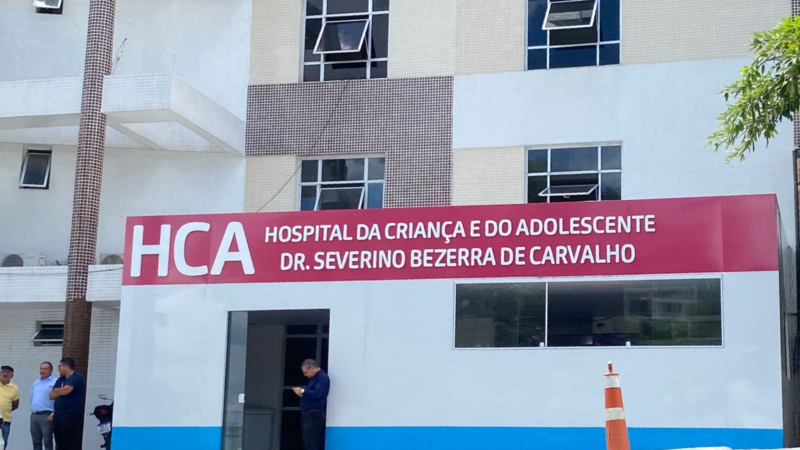 HCA
HOSPITAL DA CRIANÇA E DO ADOLESCENTE
DR. SEVERINO BEZERRA DE CARVALHO